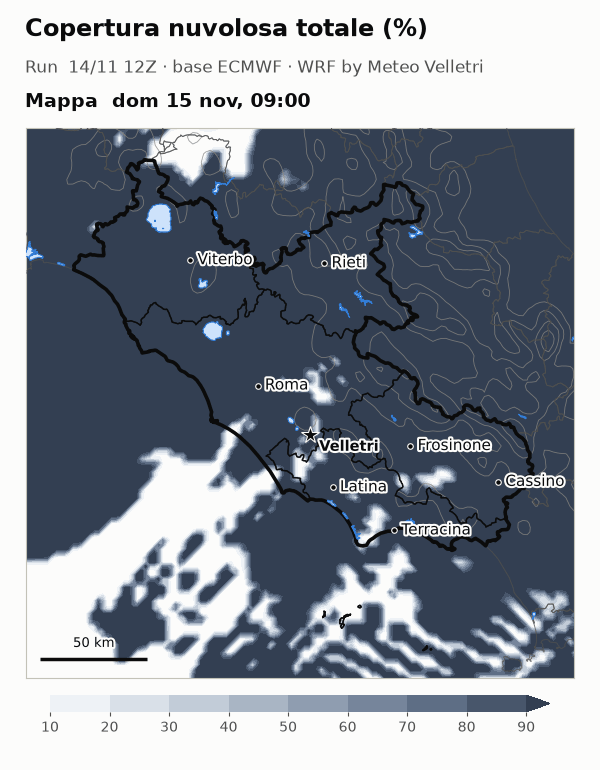 Copertura nuvolosa totale (%)
Run 14/11 12Z · base ECMWF · WRF by Meteo Velletri
Mappa dom 15 nov, 09:00
Viterbo
Rieti
Roma
Velletri
Frosinone
Cassino
Latina
Terracina
50 km
10 20 30 40 50 60 70 80 90